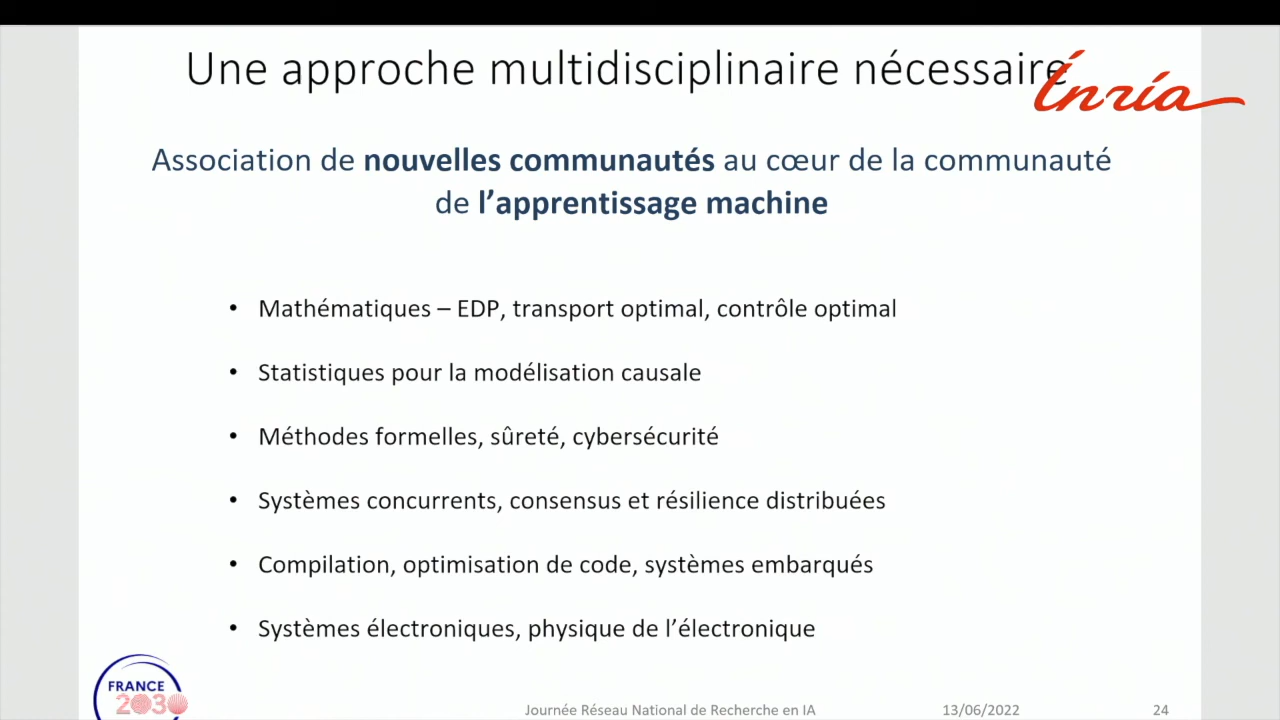 Une approche multidisciplinaire nécessaire
Inria
Association de nouvelles communautés au cœur de la communauté
de l’apprentissage machine
• Mathématiques – EDP, transport optimal, contrôle optimal
• Statistiques pour la modélisation causale
• Méthodes formelles, sûreté, cybersécurité
• Systèmes concurrents, consensus et résilience distribuées
• Compilation, optimisation de code, systèmes embarqués
• Systèmes électroniques, physique de l’électronique
FRANCE
2030
Journée Réseau National de Recherche en IA 13/06/2022 24